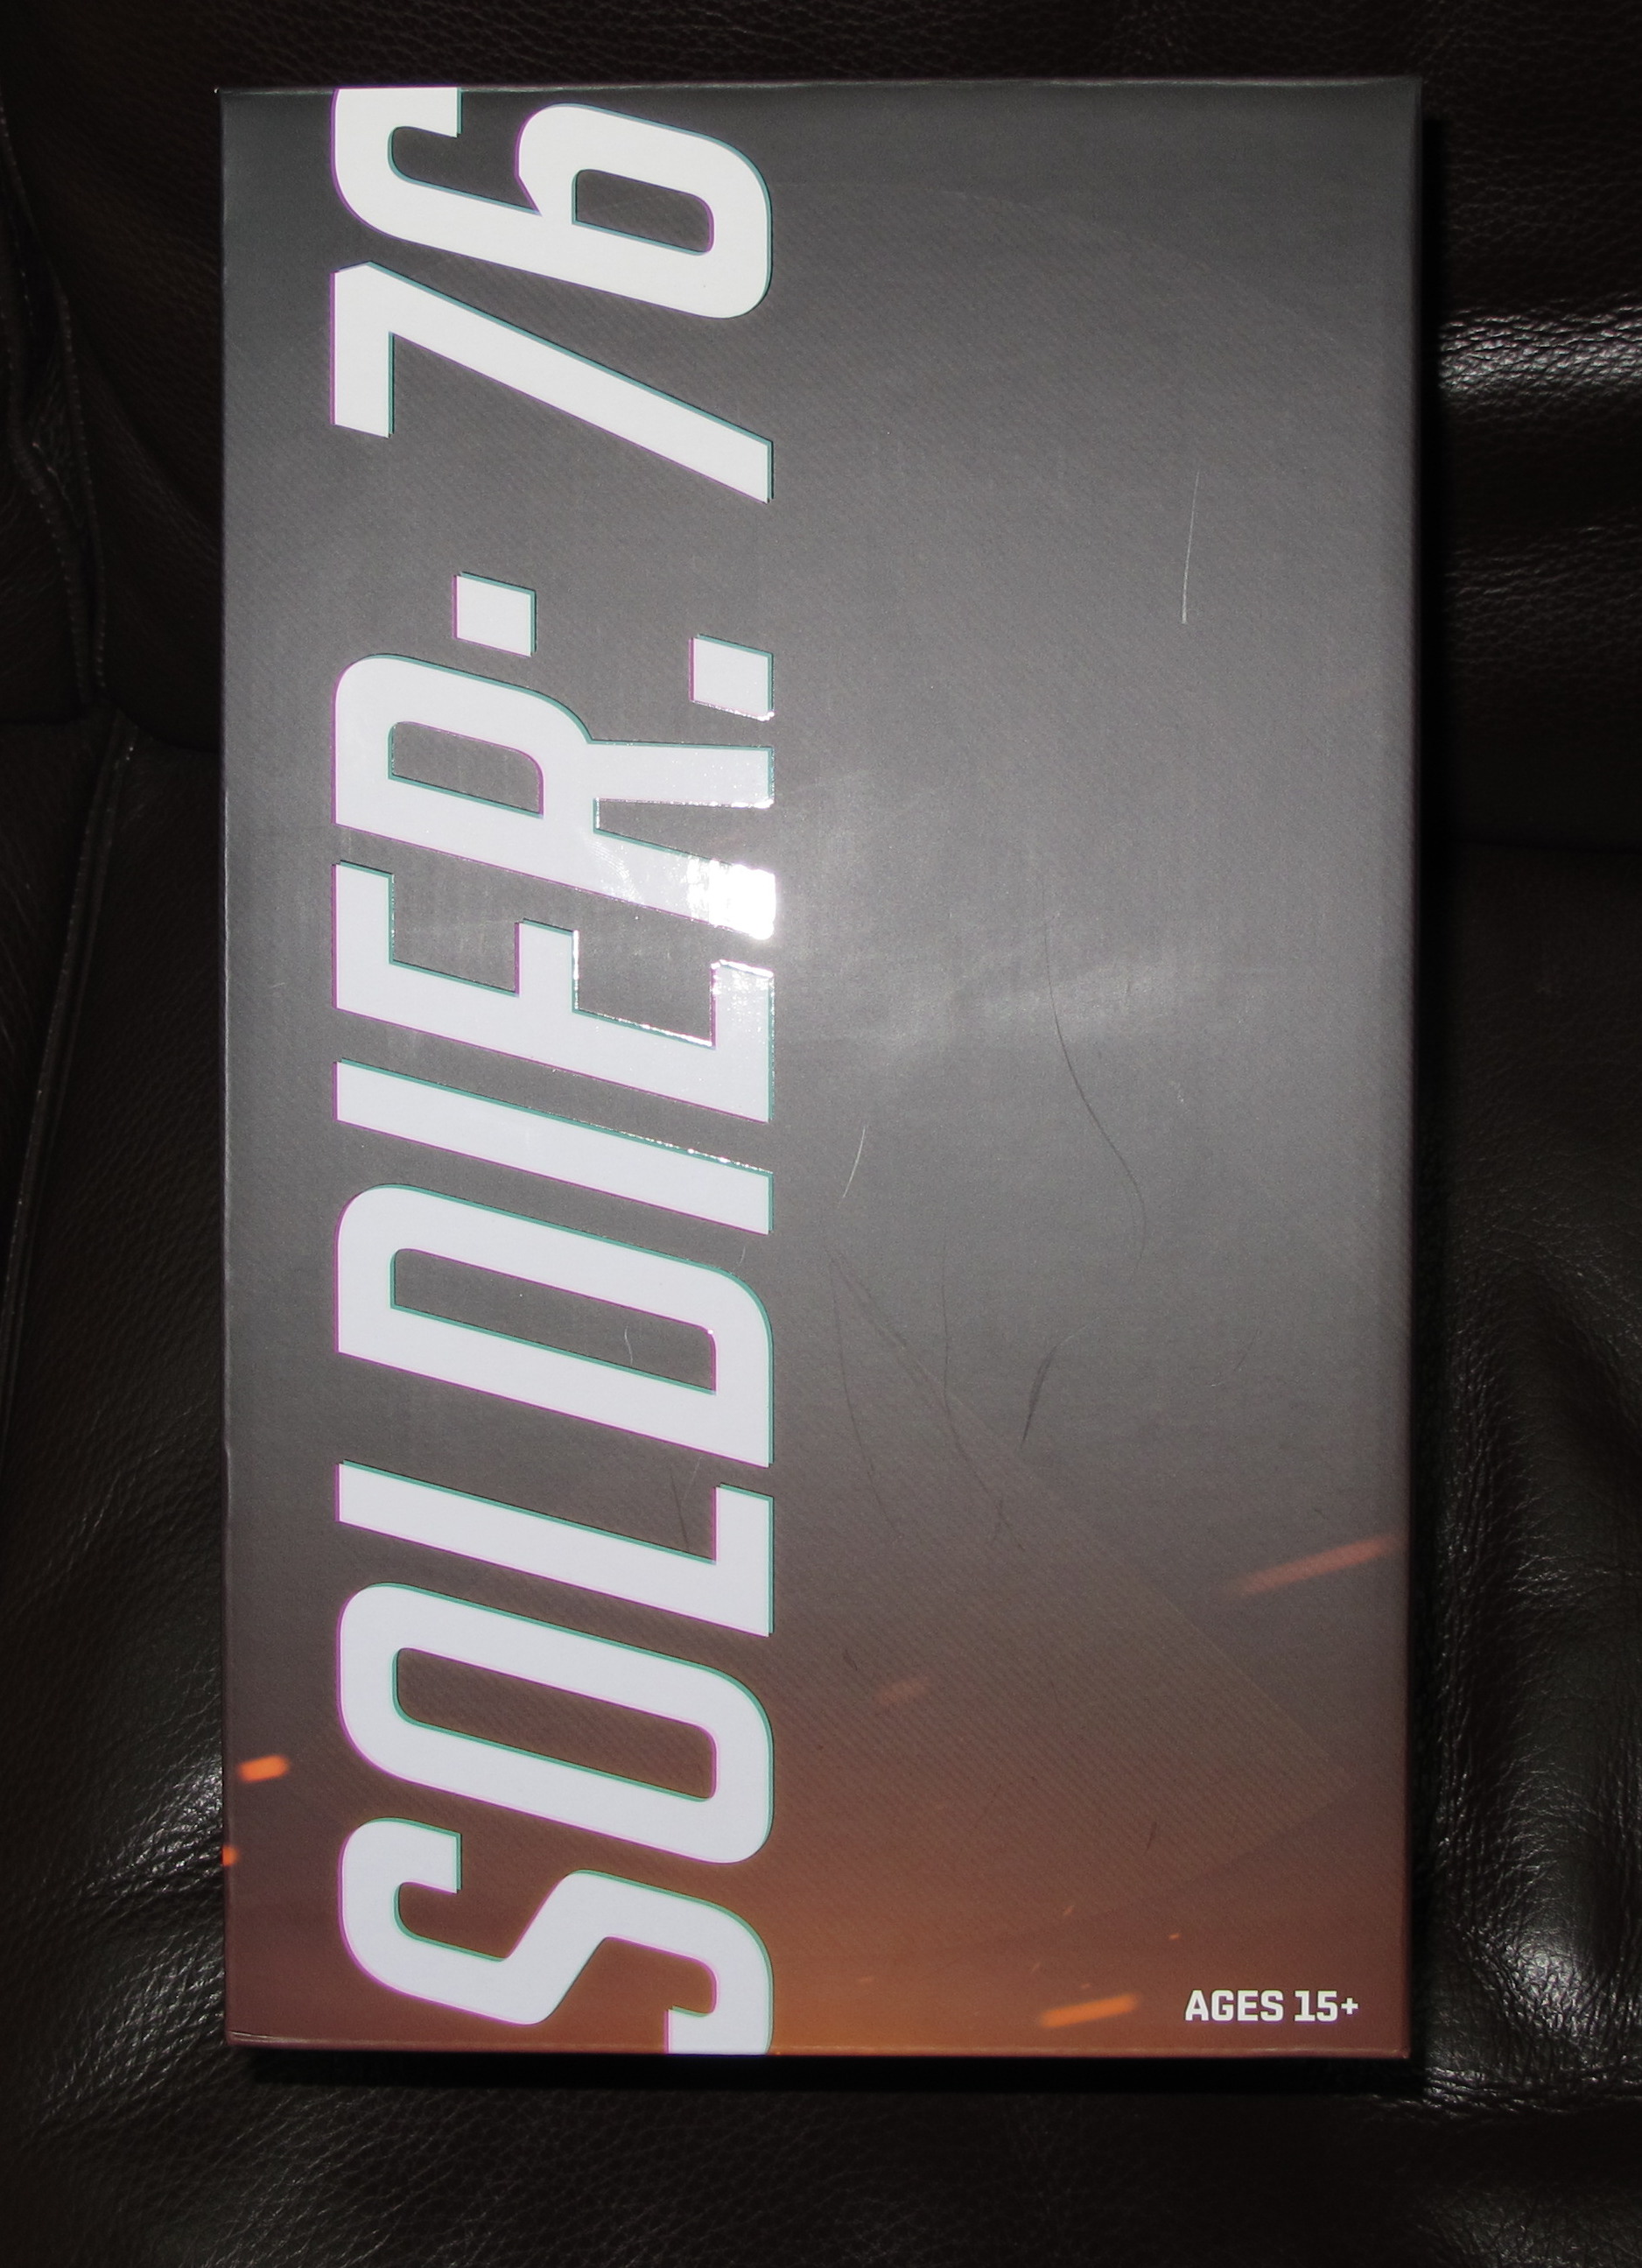 SOLDIER: 76
AGES 15+